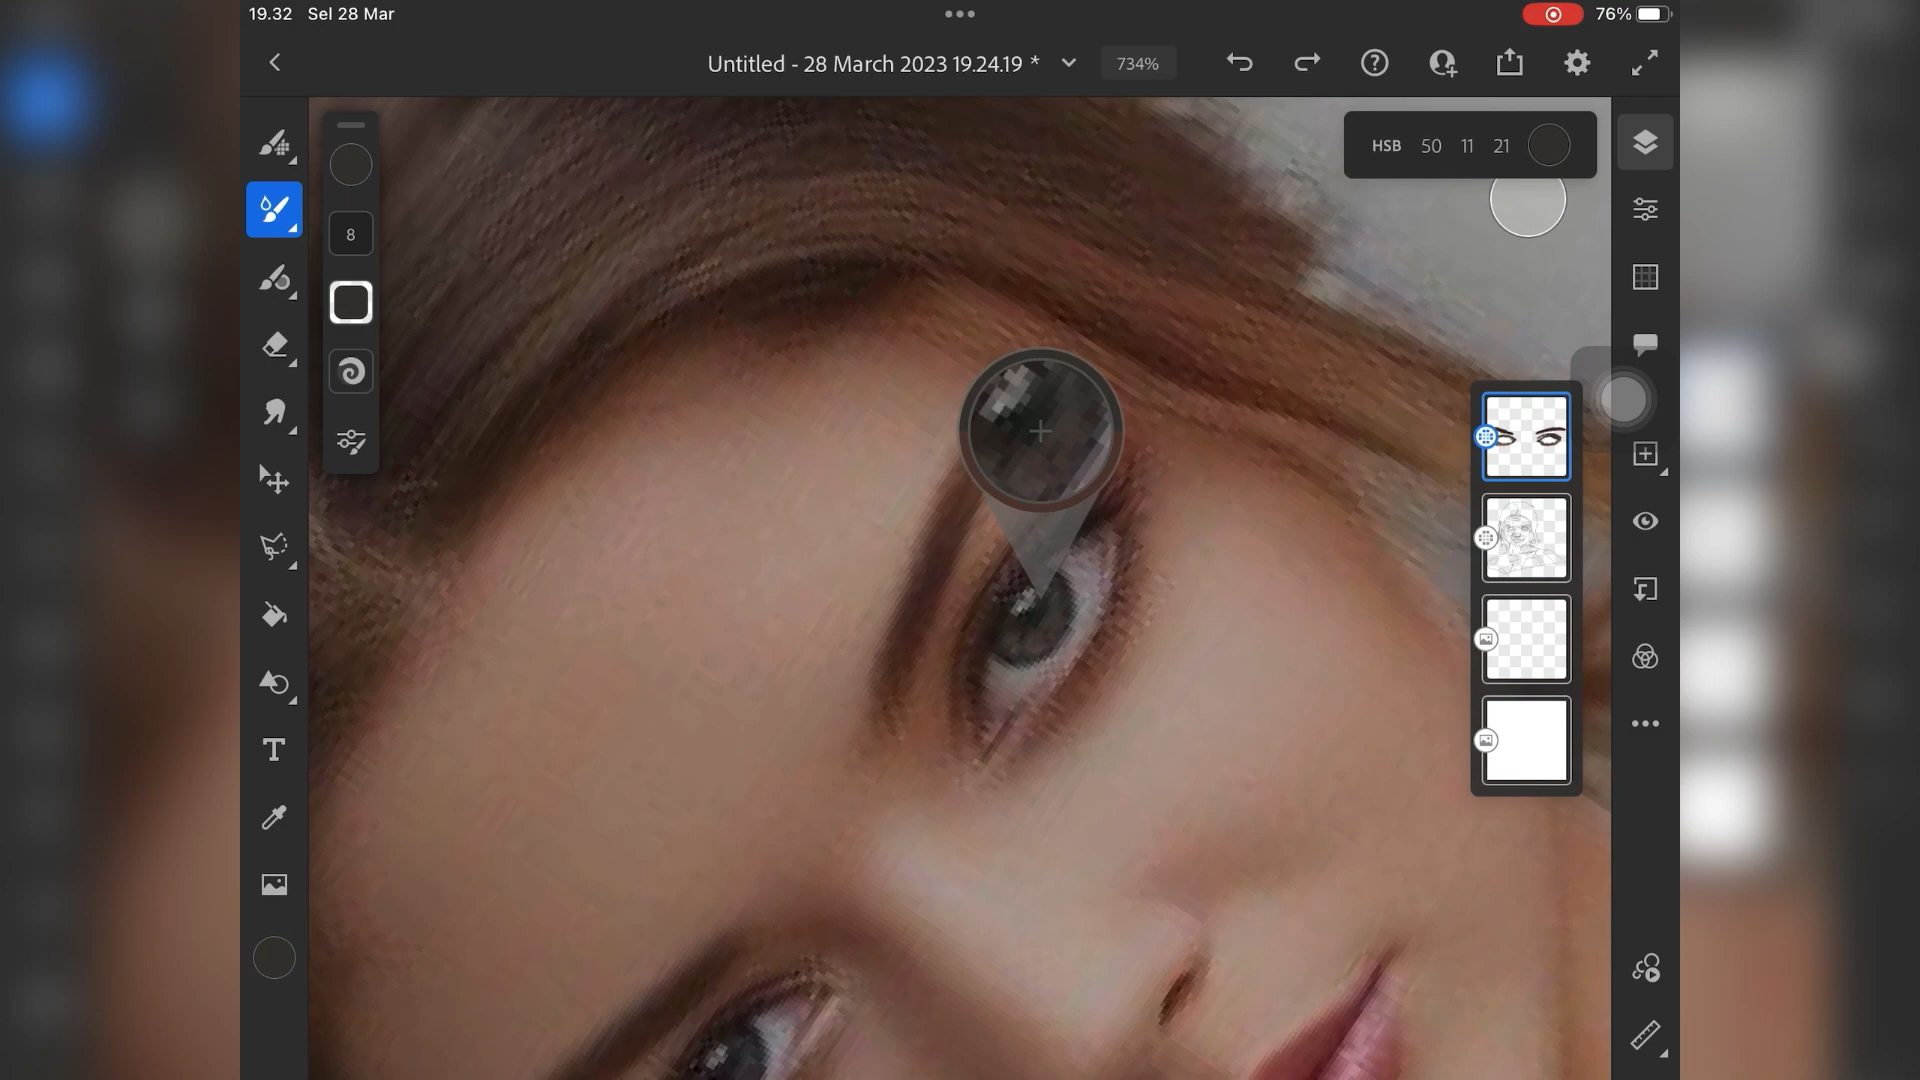 19.32 Sel 28 Mar
76%
Untitled - 28 March 2023 19.24.19 *
734%
HSB 50 11 21
8
T